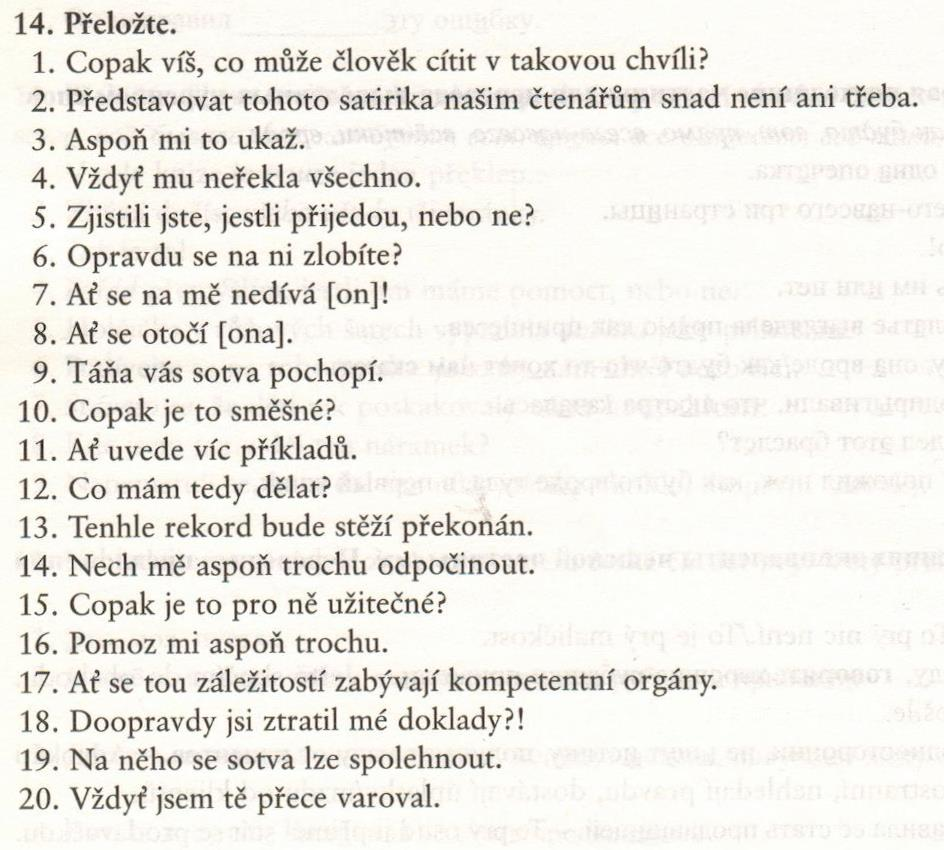 14. Přeložte.
1. Copak víš, co může člověk cítit v takovou chvíli?
2. Představovat tohoto satirika našim čtenářům snad není ani třeba.
3. Aspoň mi to ukaž.
4. Vždyť mu neřekla všechno.
5. Zjistili jste, jestli přijedou, nebo ne?
6. Opravdu se na ni zlobíte?
7. Ať se na mě nedívá [on]!
8. Ať se otočí [ona].
9. Táňa vás sotva pochopí.
10. Copak je to směšné?
11. Ať uvede víc příkladů.
12. Co mám tedy dělat?
13. Tenhle rekord bude stěží překonán.
14. Nech mě aspoň trochu odpočinout.
15. Copak je to pro ně užitečné?
16. Pomoz mi aspoň trochu.
17. Ať se tou záležitostí zabývají kompetentní orgány.
18. Doopravdy jsi ztratil mé doklady?!
19. Na něho se sotva lze spolehnout.
20. Vždyť jsem tě přece varoval.